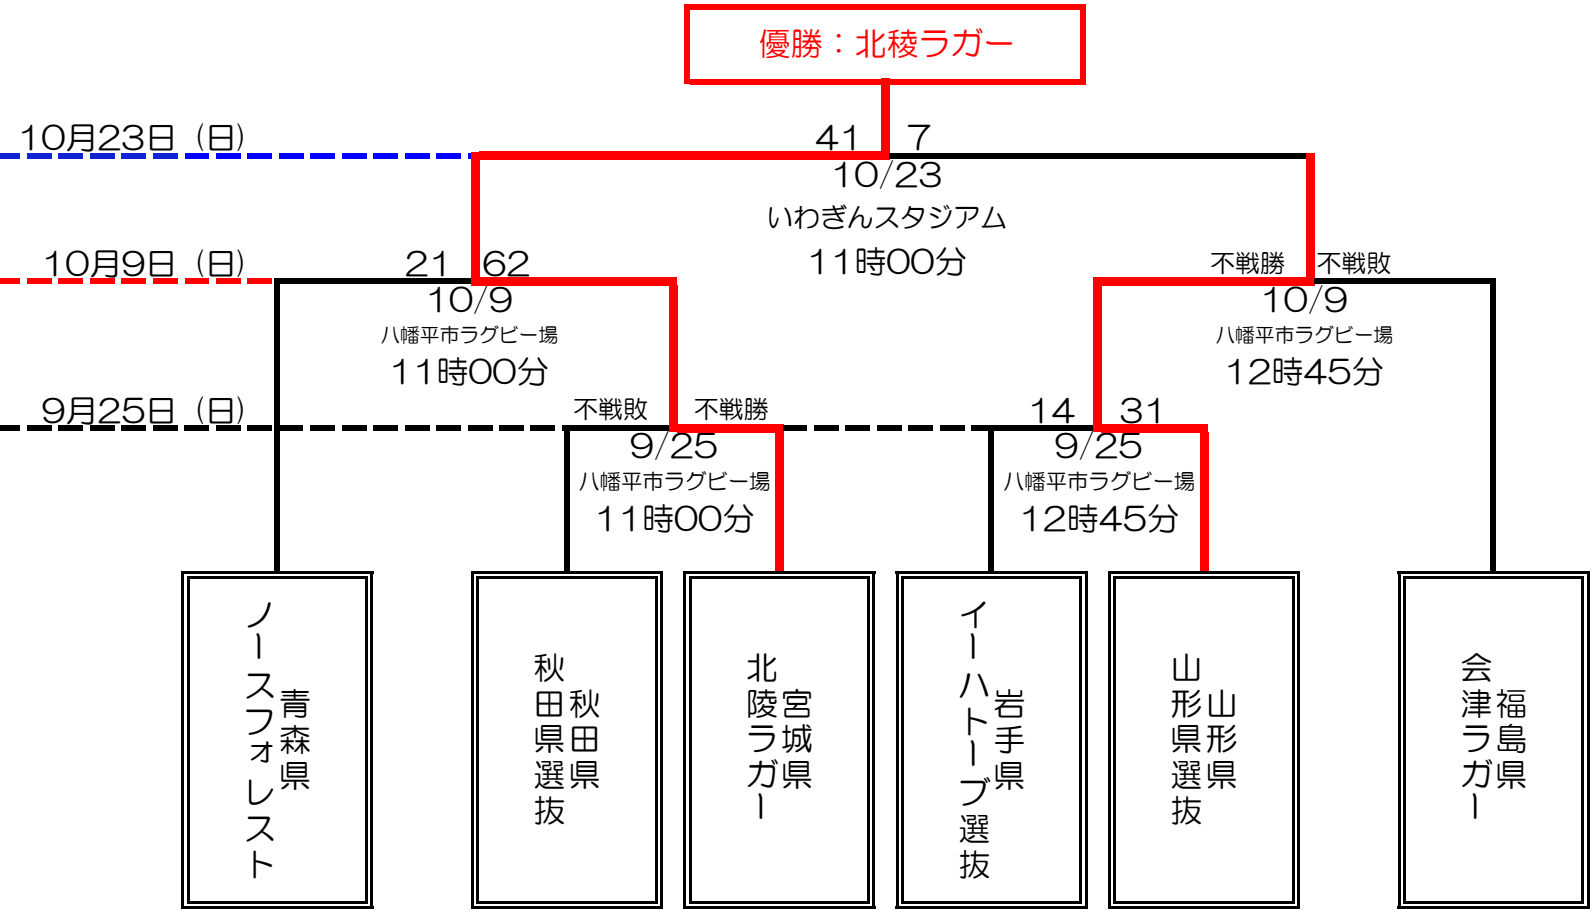 優勝：北稜ラガー
10月23日（日）
41 7
10/23
いわぎんスタジアム
11時00分
10月9日（日）
21 62
10/9
八幡平市ラグビー場
11時00分
不戦勝 不戦敗
10/9
八幡平市ラグビー場
12時45分
9月25日（日）
不戦敗 不戦勝
9/25
八幡平市ラグビー場
11時00分
14 31
9/25
八幡平市ラグビー場
12時45分
青森県
ノースフォレスト
秋田県
秋田県選抜
宮城県
北陵ラガー
岩手県
イーハトーブ選抜
山形県
山形県選抜
福島県
会津ラガー